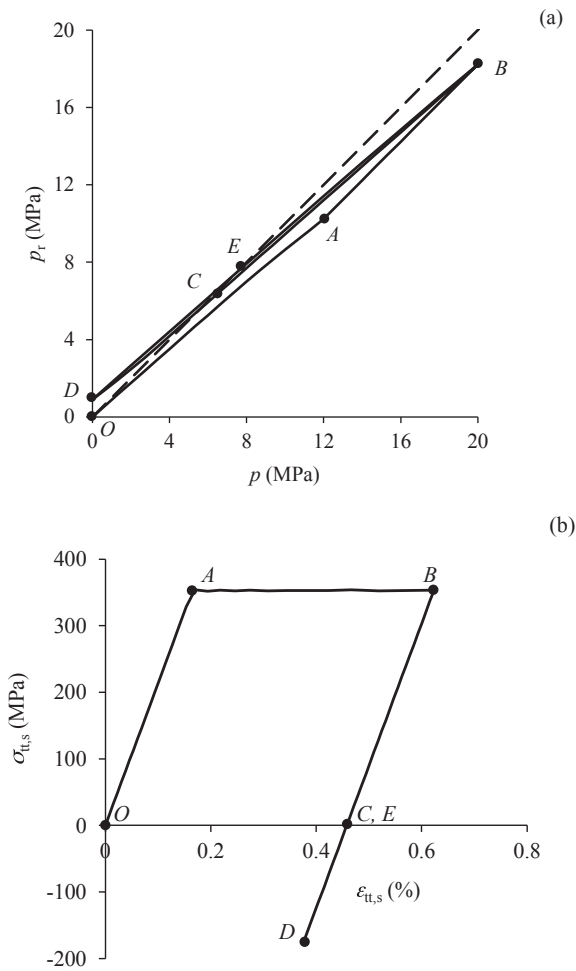 (a)
20
16
12
8
4
0
p_r (MPa)
B
A
E
C
D
O
0 4 8 12 16 20
p (MPa)
(b)
400
300
200
100
0
-100
-200
σ_tt,s (MPa)
A
B
O
C, E
0 0.2 0.4 0.6 0.8
ε_tt,s (%)
D